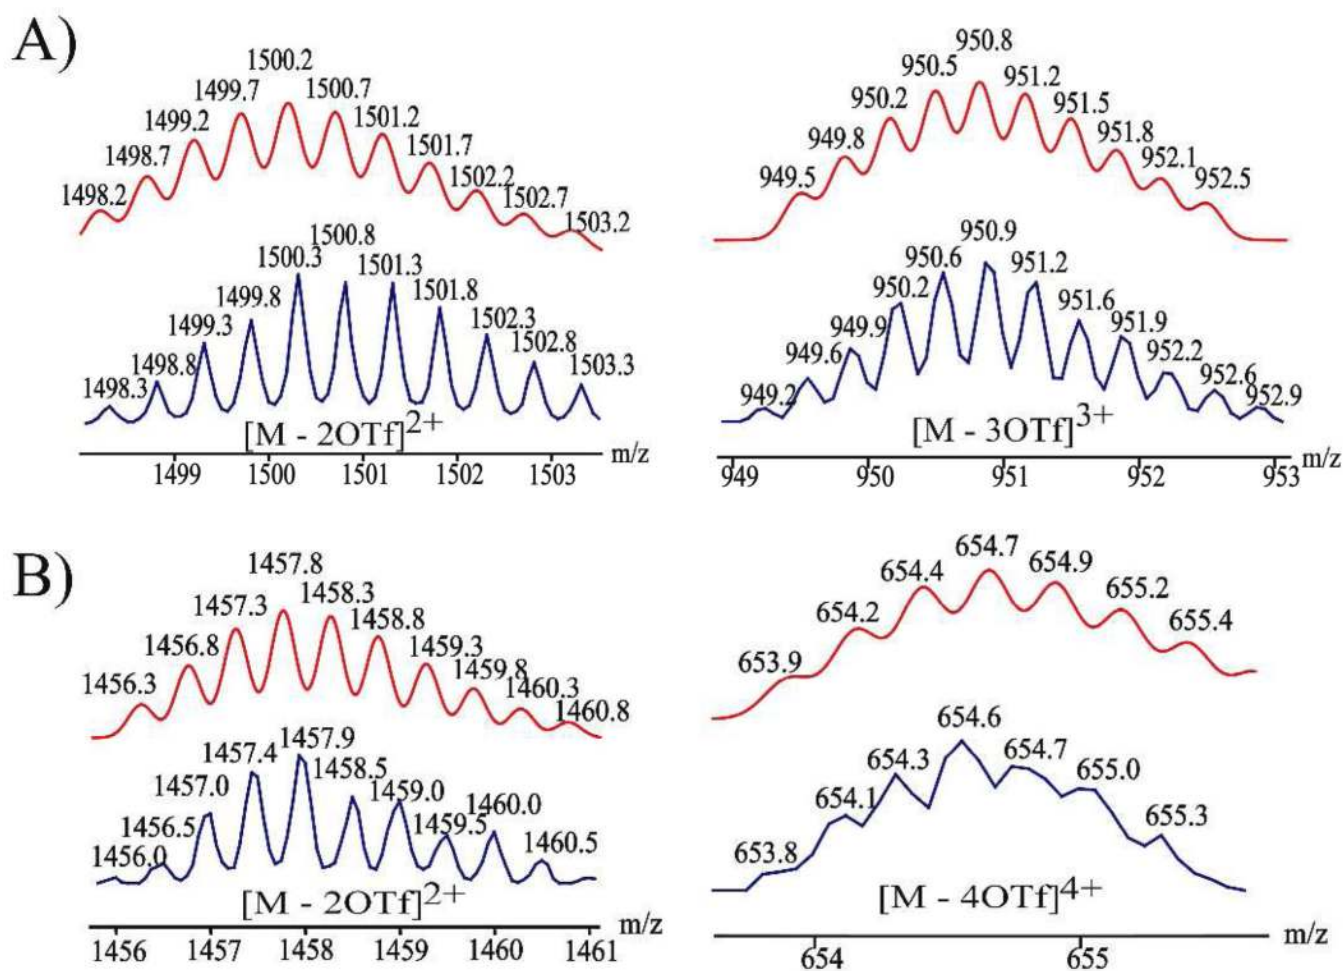 A)
1498.2 1498.7 1499.2 1499.7 1500.2 1500.7 1501.2 1501.7 1502.2 1502.7 1503.2
1498.3 1498.8 1499.3 1499.8 1500.3 1500.8 1501.3 1501.8 1502.3 1502.8 1503.3
[M - 2OTf]2+
m/z
1499 1500 1501 1502 1503
949.5 949.8 950.2 950.5 950.8 951.2 951.5 951.8 952.1 952.5
949.2 949.6 949.9 950.2 950.6 950.9 951.2 951.6 951.9 952.2 952.6 952.9
[M - 3OTf]3+
m/z
949 950 951 952 953
B)
1456.3 1456.8 1457.3 1457.8 1458.3 1458.8 1459.3 1459.8 1460.3 1460.8
1456.0 1456.5 1457.0 1457.4 1457.9 1458.5 1459.0 1459.5 1460.0 1460.5
[M - 2OTf]2+
m/z
1456 1457 1458 1459 1460 1461
653.9 654.2 654.4 654.7 654.9 655.2 655.4
653.8 654.1 654.3 654.6 654.7 655.0 655.3
[M - 4OTf]4+
m/z
654 655